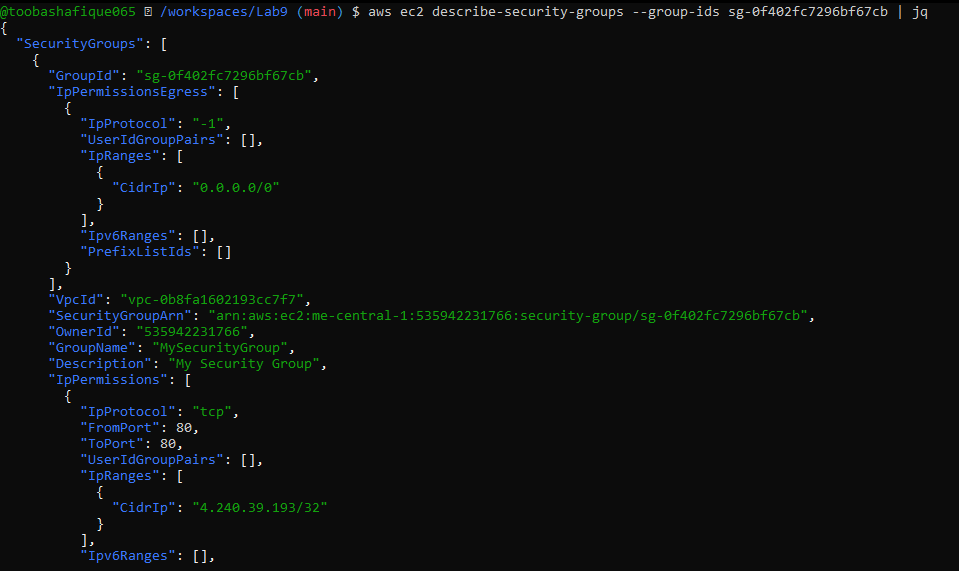 @toobashafique065 /workspaces/Lab9 (main) $ aws ec2 describe-security-groups --group-ids sg-0f402fc7296bf67cb | jq
{
  "SecurityGroups": [
    {
      "GroupId": "sg-0f402fc7296bf67cb",
      "IpPermissionsEgress": [
        {
          "IpProtocol": "-1",
          "UserIdGroupPairs": [],
          "IpRanges": [
            {
              "CidrIp": "0.0.0.0/0"
            }
          ],
          "Ipv6Ranges": [],
          "PrefixListIds": []
        }
      ],
      "VpcId": "vpc-0b8fa1602193cc7f7",
      "SecurityGroupArn": "arn:aws:ec2:me-central-1:535942231766:security-group/sg-0f402fc7296bf67cb",
      "OwnerId": "535942231766",
      "GroupName": "MySecurityGroup",
      "Description": "My Security Group",
      "IpPermissions": [
        {
          "IpProtocol": "tcp",
          "FromPort": 80,
          "ToPort": 80,
          "UserIdGroupPairs": [],
          "IpRanges": [
            {
              "CidrIp": "4.240.39.193/32"
            }
          ],
          "Ipv6Ranges": [],